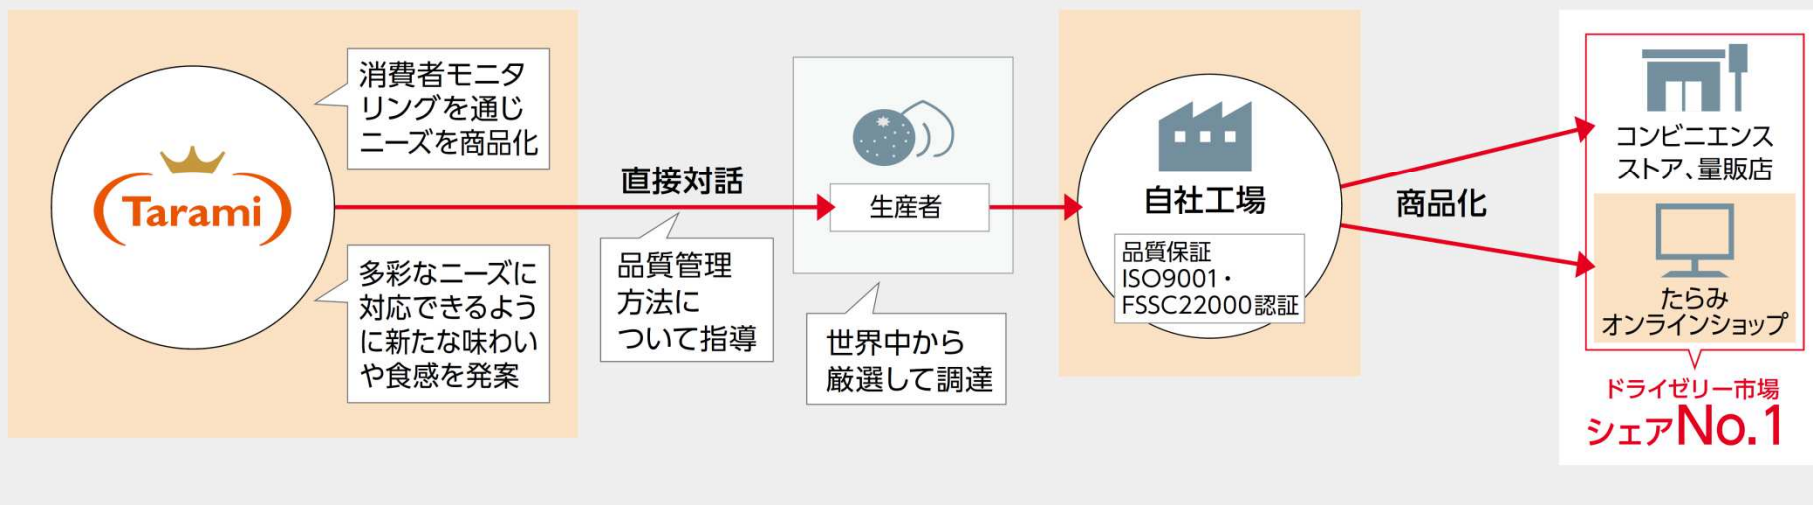 消費者モニタ
リングを通じ
ニーズを商品化
Tarami
多彩なニーズに
対応できるよう
に新たな味わい
や食感を発案
直接対話
品質管理
方法に
ついて指導
生産者
世界中から
厳選して調達
自社工場
品質保証
ISO9001・
FSSC22000認証
商品化
コンビニエンス
ストア、量販店
たらみ
オンラインショップ
ドライゼリー市場
シェアNo.1